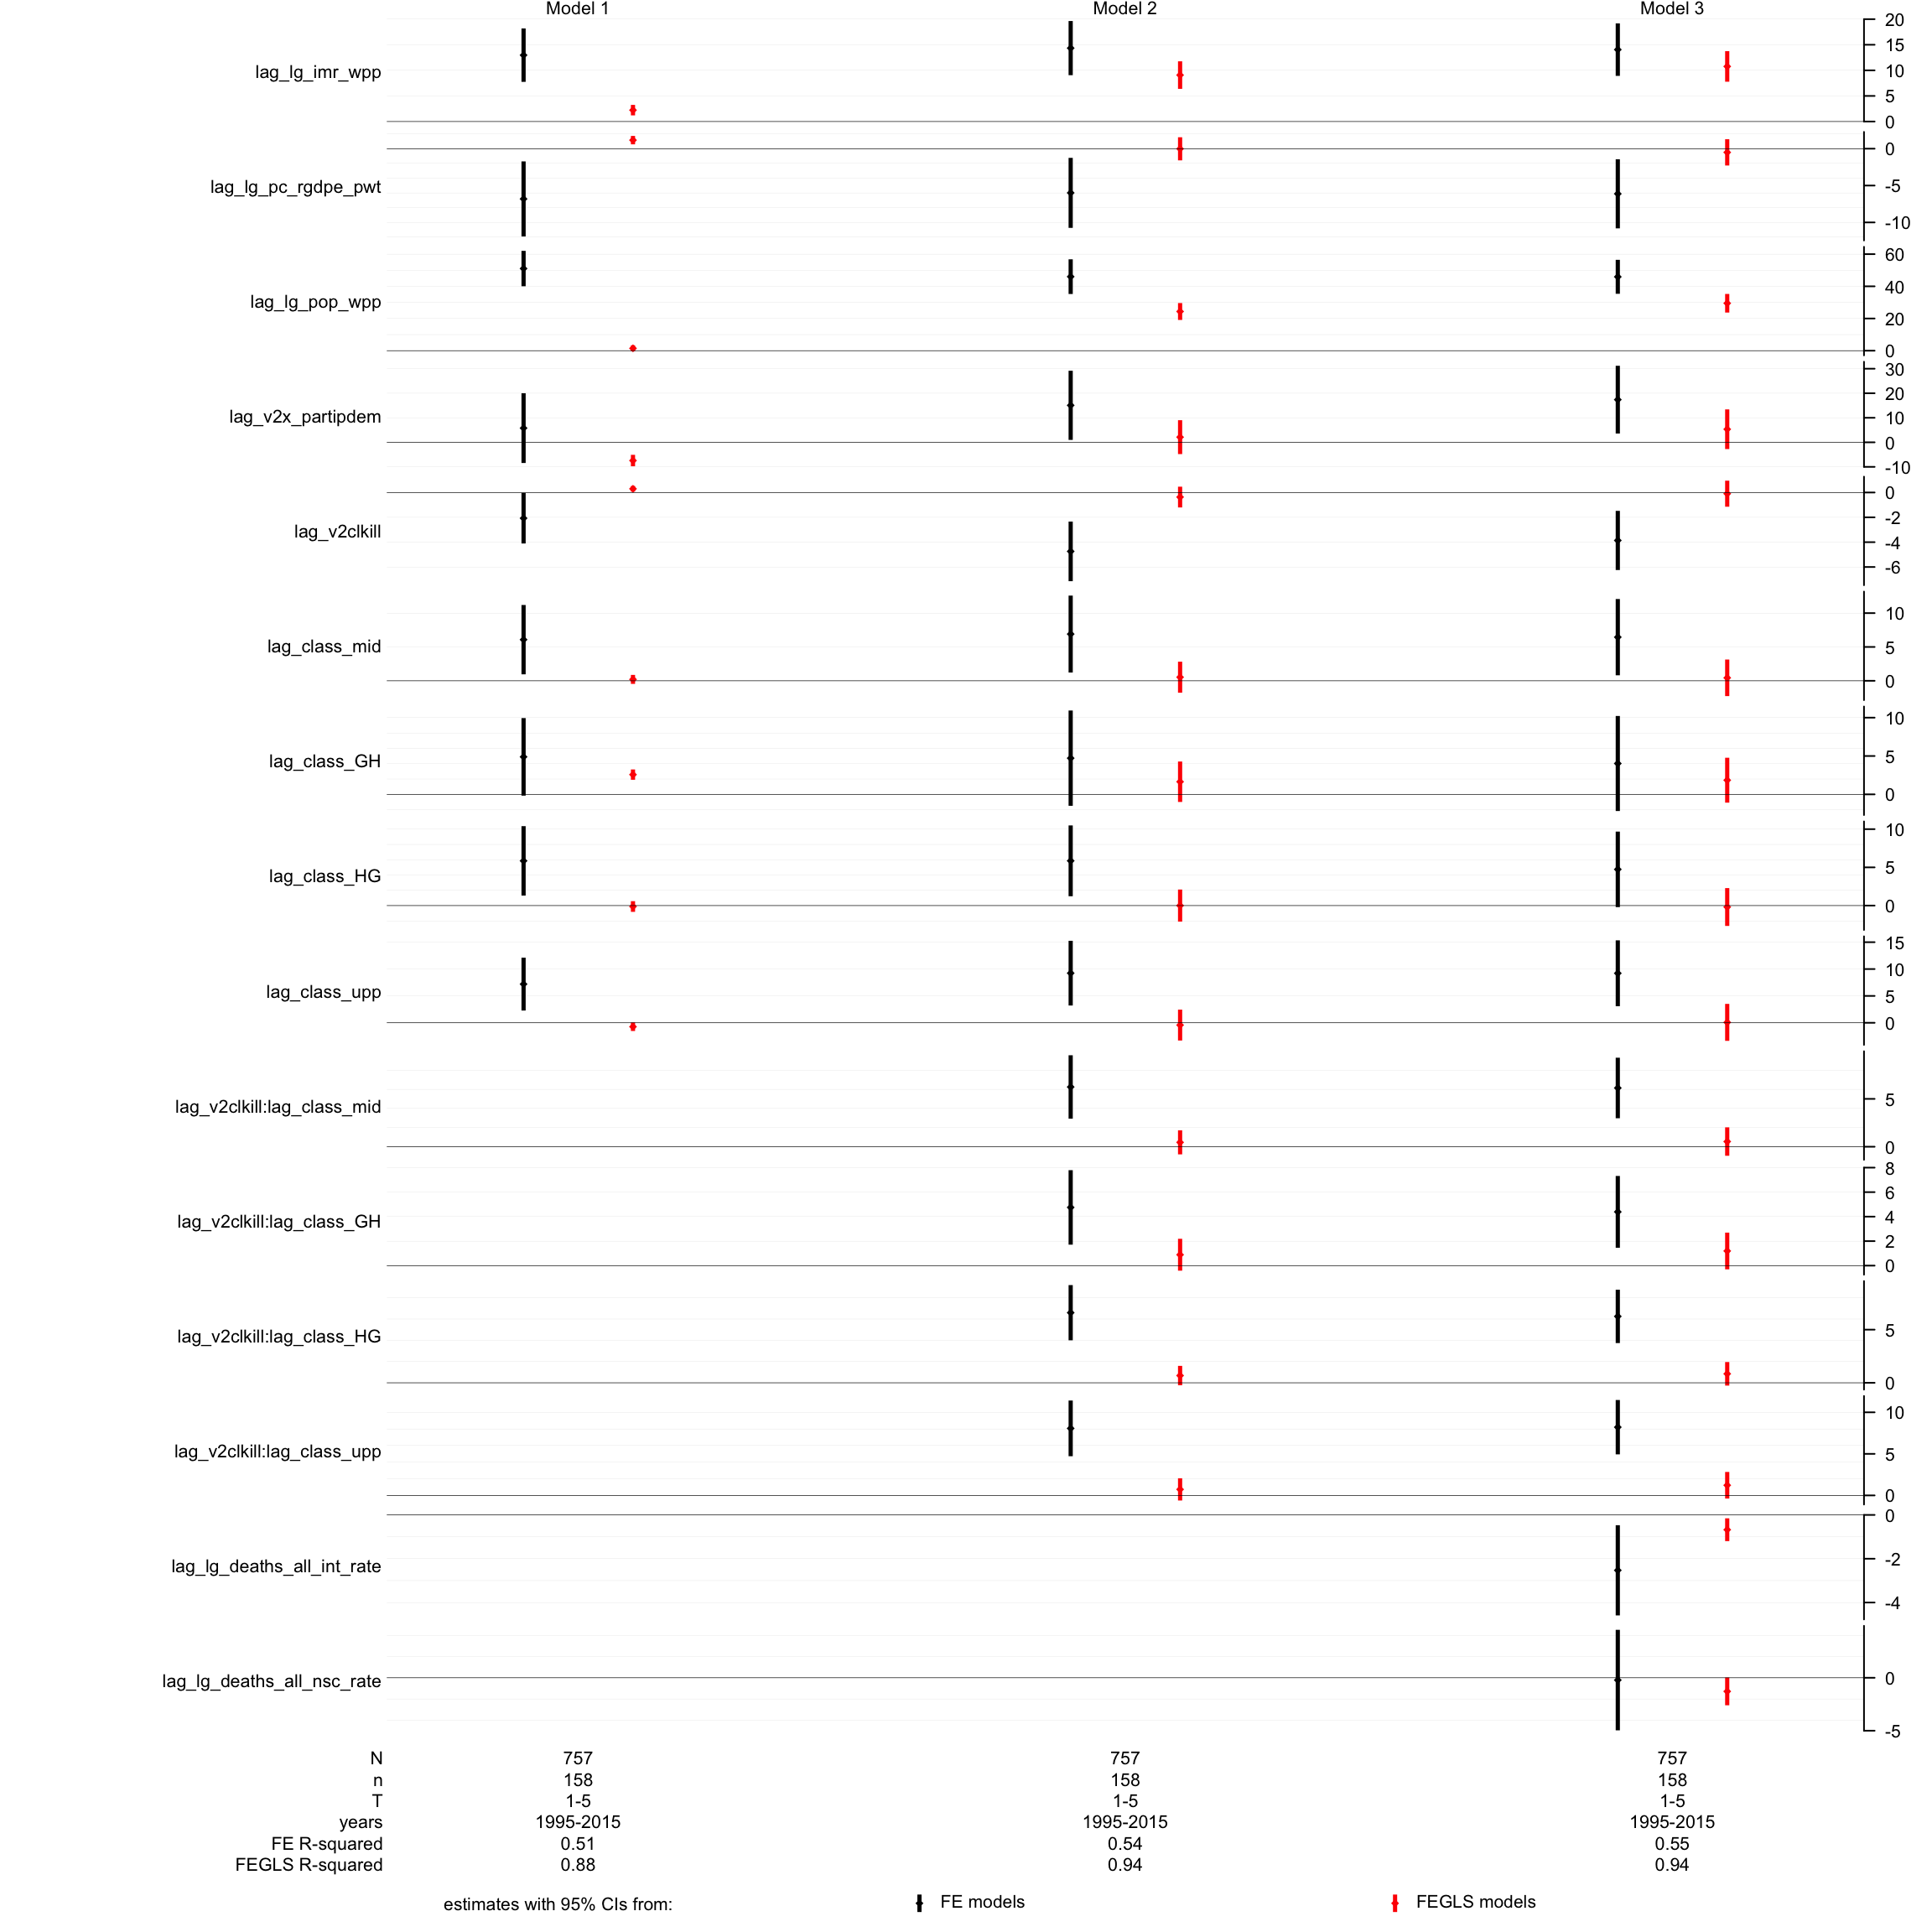 Model 1 Model 2 Model 3
lag_lg_imr_wpp
20
15
10
5
0
lag_lg_pc_rgdpe_pwt
0
-5
-10
lag_lg_pop_wpp
60
40
20
0
lag_v2x_partipdem
30
20
10
0
-10
lag_v2clkill
0
-2
-4
-6
lag_class_mid
10
5
0
lag_class_GH
10
5
0
lag_class_HG
10
5
0
lag_class_upp
15
10
5
0
lag_v2clkill:lag_class_mid
5
0
lag_v2clkill:lag_class_GH
8
6
4
2
0
lag_v2clkill:lag_class_HG
5
0
lag_v2clkill:lag_class_upp
10
5
0
lag_lg_deaths_all_int_rate
0
-2
-4
lag_lg_deaths_all_nsc_rate
0
-5
N 757 757 757
n 158 158 158
T 1-5 1-5 1-5
years 1995-2015 1995-2015 1995-2015
FE R-squared 0.51 0.54 0.55
FEGLS R-squared 0.88 0.94 0.94
estimates with 95% CIs from: FE models FEGLS models